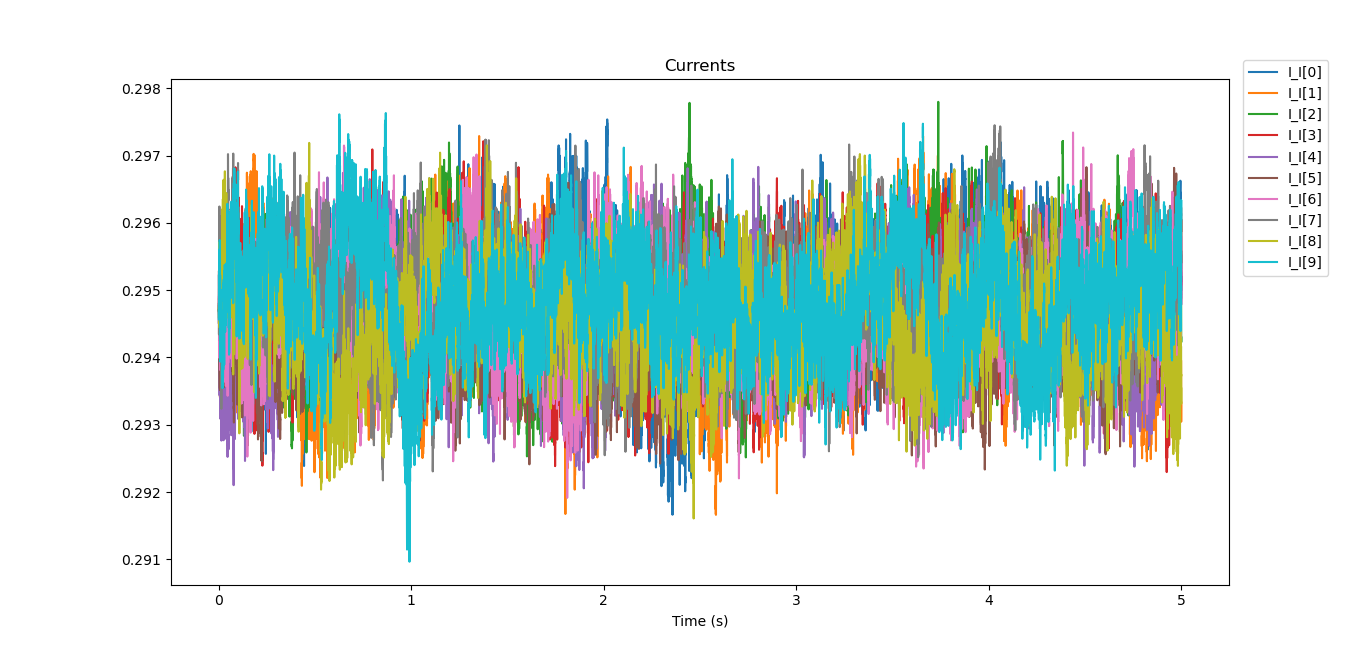 Currents
0.298
0.297
0.296
0.295
0.294
0.293
0.292
0.291
0
1
2
3
4
5
Time (s)
I_I[0]
I_I[1]
I_I[2]
I_I[3]
I_I[4]
I_I[5]
I_I[6]
I_I[7]
I_I[8]
I_I[9]